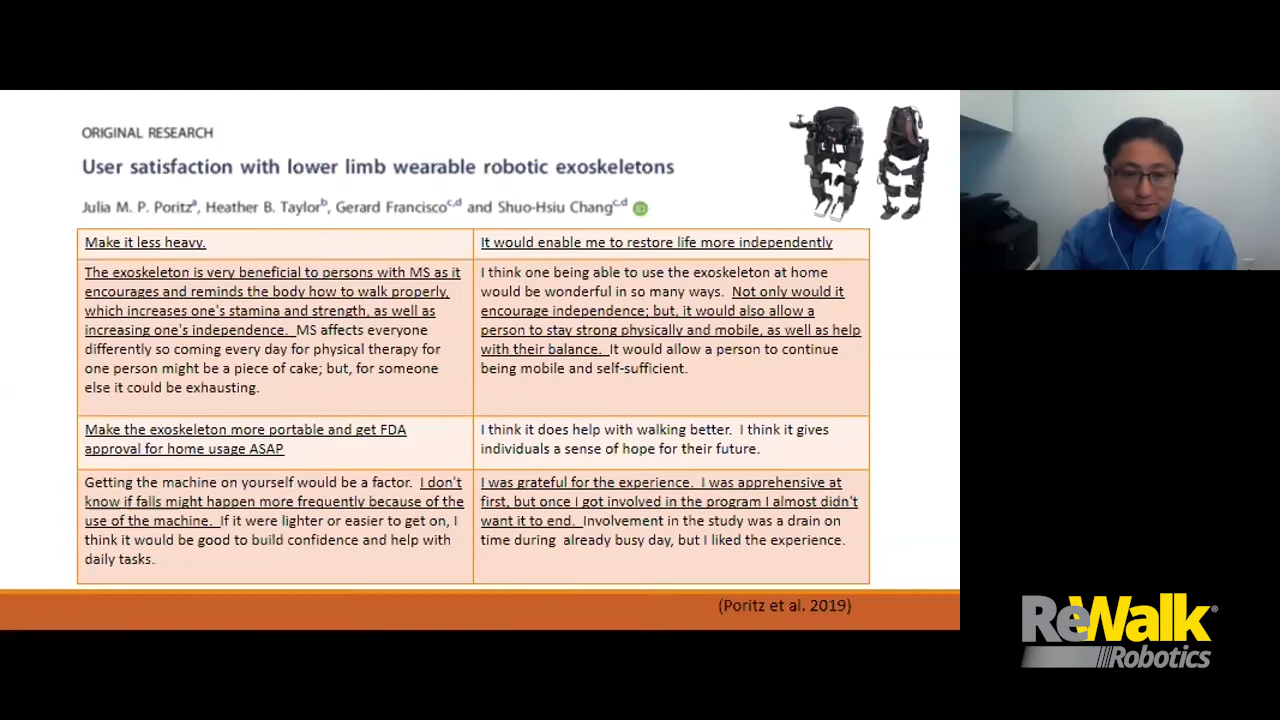 ORIGINAL RESEARCH
User satisfaction with lower limb wearable robotic exoskeletons
Julia M. P. Poritzᵃ, Heather B. Taylorᵇ, Gerard Franciscoᶜ,ᵈ and Shuo-Hsiu Changᶜ,ᵈ iD
Make it less heavy.
It would enable me to restore life more independently
The exoskeleton is very beneficial to persons with MS as it
encourages and reminds the body how to walk properly,
which increases one's stamina and strength, as well as
increasing one's independence. MS affects everyone
differently so coming every day for physical therapy for
one person might be a piece of cake; but, for someone
else it could be exhausting.
I think one being able to use the exoskeleton at home
would be wonderful in so many ways. Not only would it
encourage independence; but, it would also allow a
person to stay strong physically and mobile, as well as help
with their balance. It would allow a person to continue
being mobile and self-sufficient.
Make the exoskeleton more portable and get FDA
approval for home usage ASAP
I think it does help with walking better. I think it gives
individuals a sense of hope for their future.
Getting the machine on yourself would be a factor. I don't
know if falls might happen more frequently because of the
use of the machine. If it were lighter or easier to get on, I
think it would be good to build confidence and help with
daily tasks.
I was grateful for the experience. I was apprehensive at
first, but once I got involved in the program I almost didn't
want it to end. Involvement in the study was a drain on
time during already busy day, but I liked the experience.
(Poritz et al. 2019)
ReWalk®
Robotics